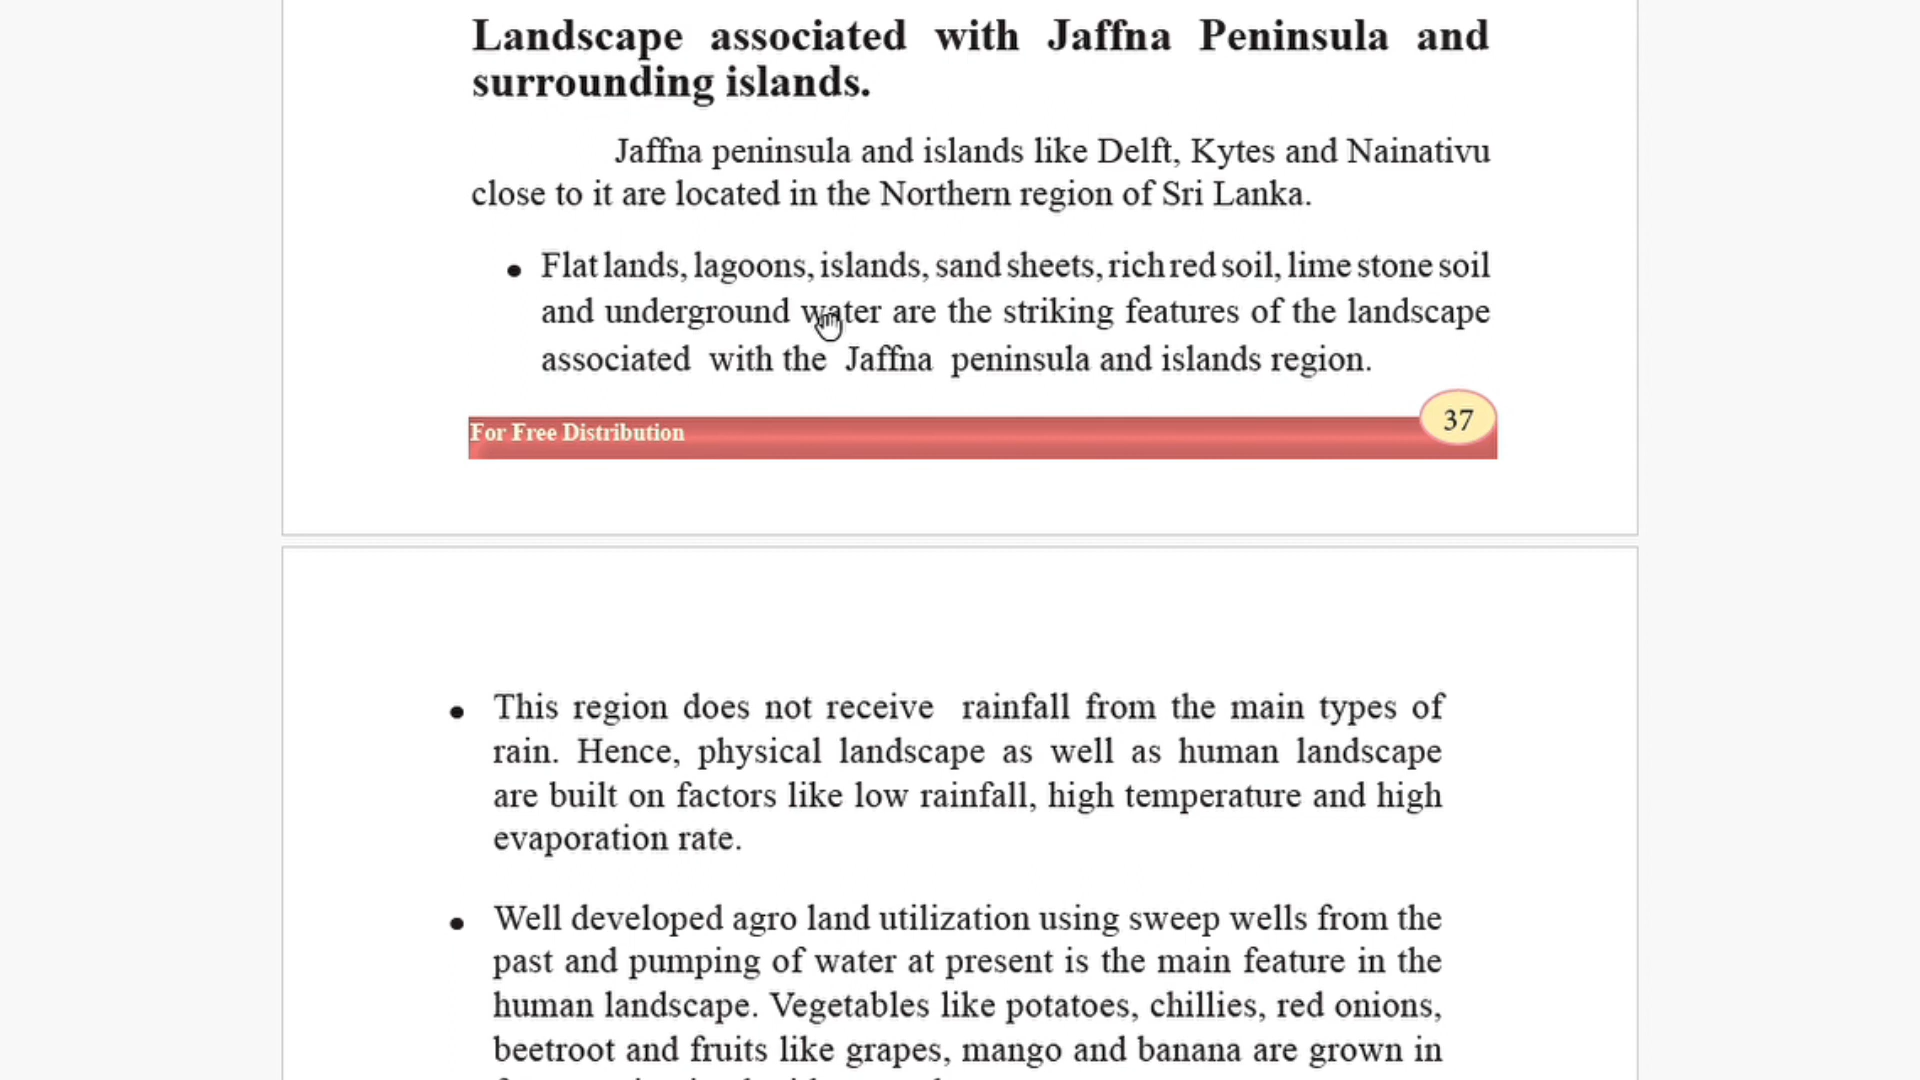 Landscape associated with Jaffna Peninsula and
surrounding islands.
Jaffna peninsula and islands like Delft, Kytes and Nainativu
close to it are located in the Northern region of Sri Lanka.
• Flat lands, lagoons, islands, sand sheets, rich red soil, lime stone soil
and underground water are the striking features of the landscape
associated with the Jaffna peninsula and islands region.
For Free Distribution
37
• This region does not receive rainfall from the main types of
rain. Hence, physical landscape as well as human landscape
are built on factors like low rainfall, high temperature and high
evaporation rate.
• Well developed agro land utilization using sweep wells from the
past and pumping of water at present is the main feature in the
human landscape. Vegetables like potatoes, chillies, red onions,
beetroot and fruits like grapes, mango and banana are grown in